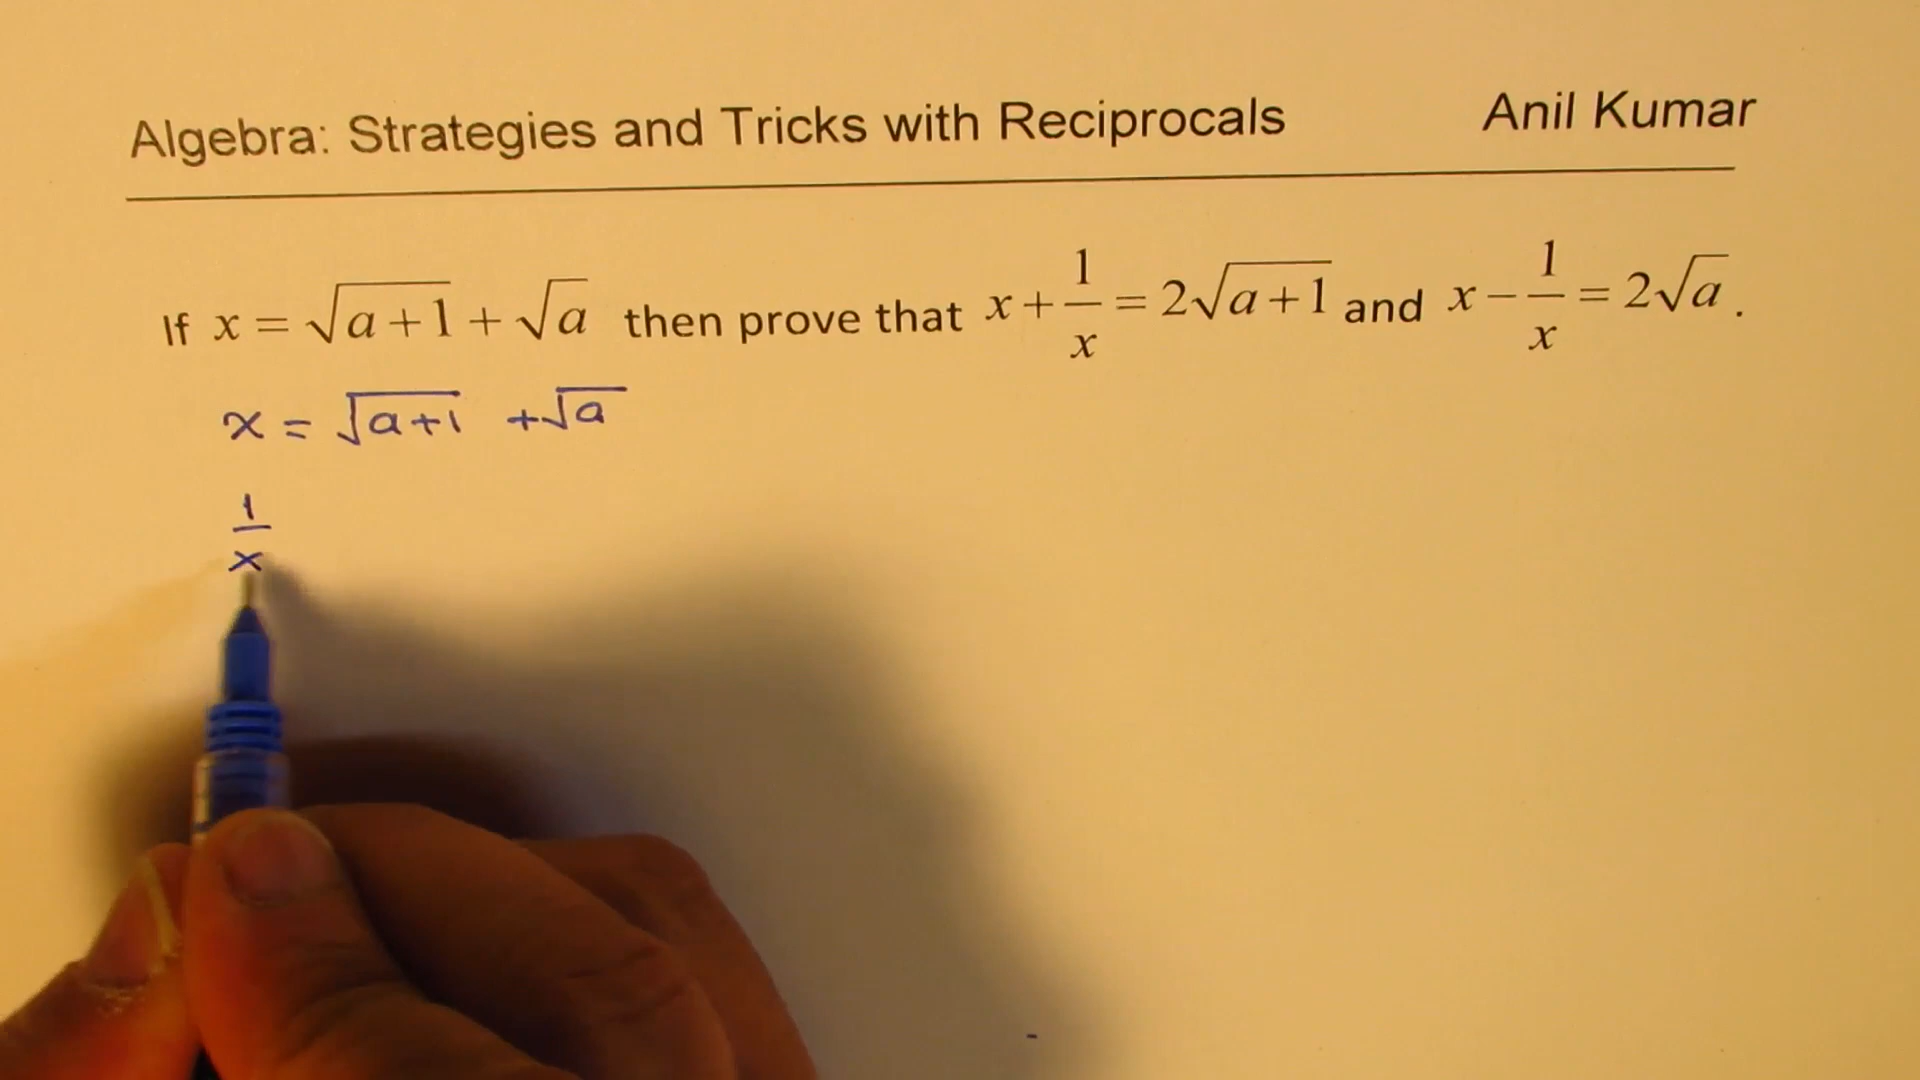 Algebra: Strategies and Tricks with Reciprocals Anil Kumar
If x = √(a+1) + √a then prove that x + 1/x = 2√(a+1) and x − 1/x = 2√a .
x = √(a+1) + √a
1/x